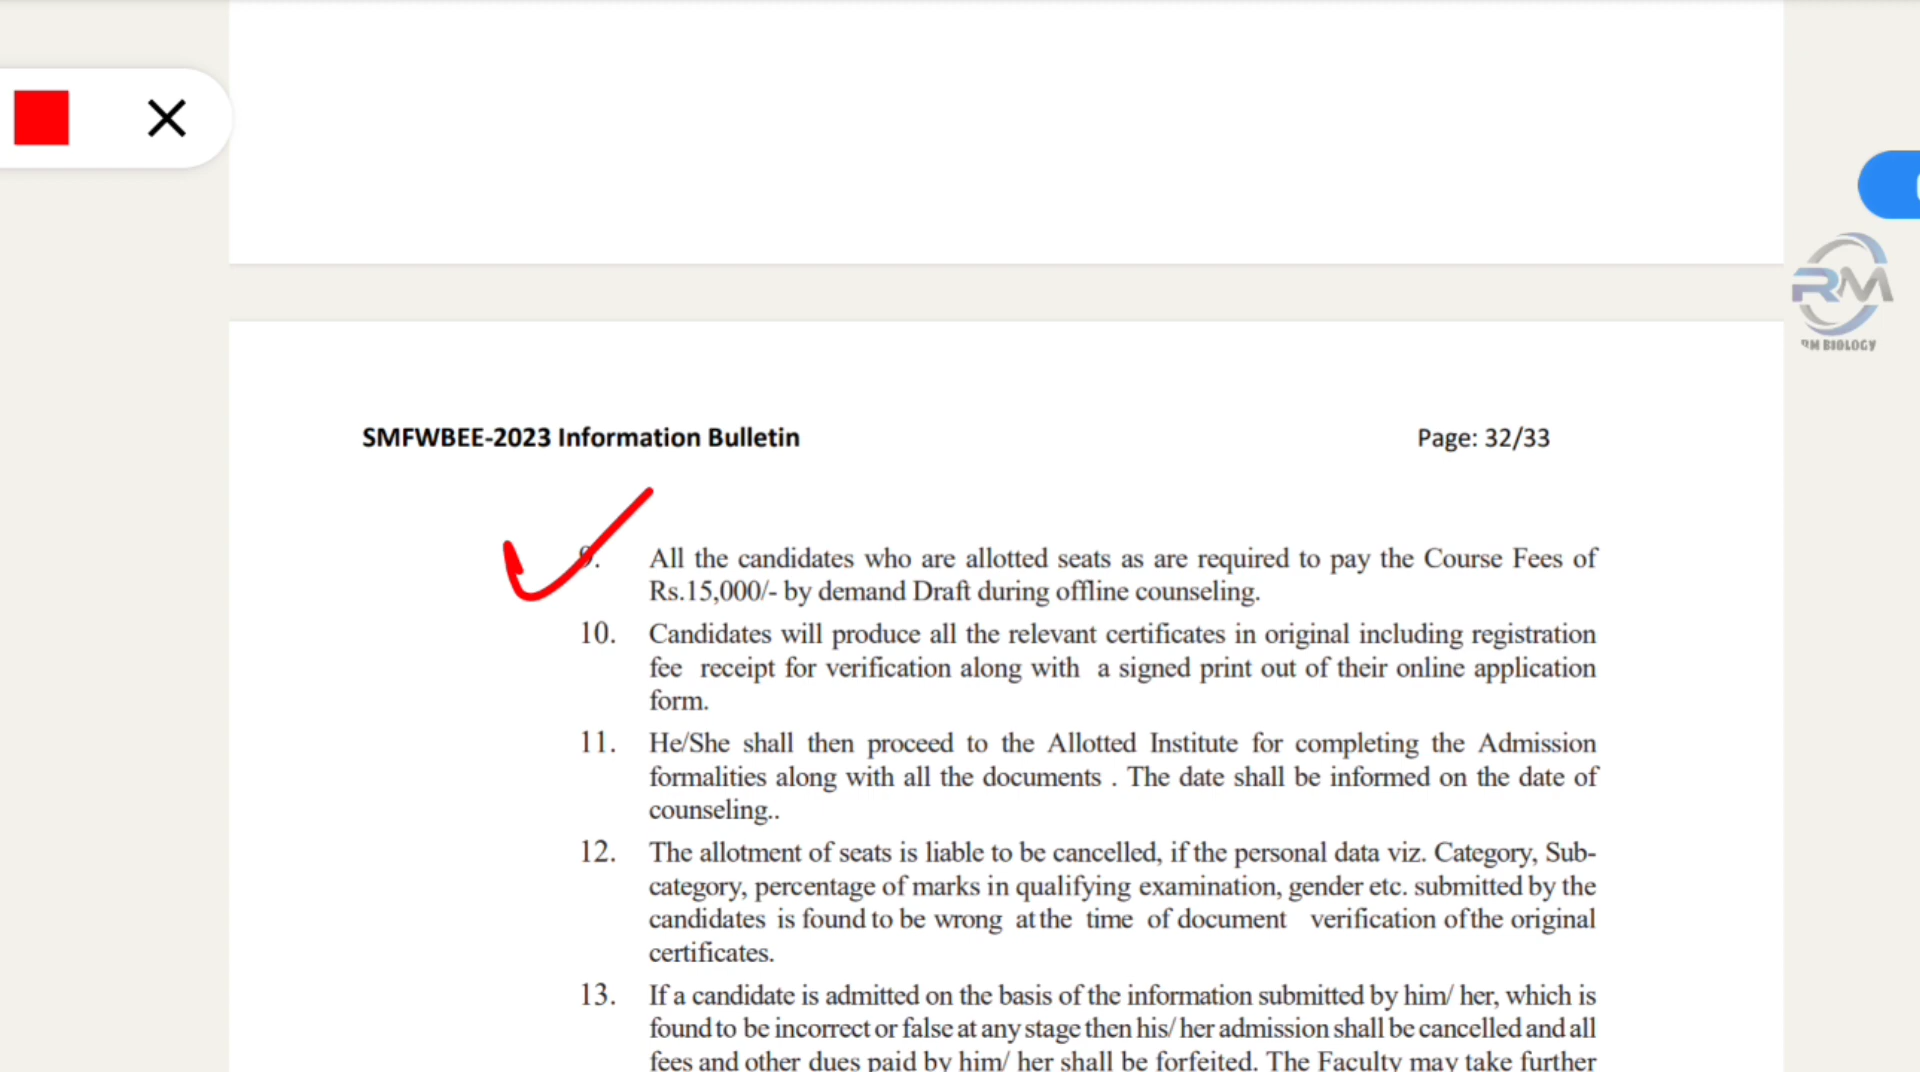 RM
RM BIOLOGY
SMFWBEE-2023 Information Bulletin
Page: 32/33
9. All the candidates who are allotted seats as are required to pay the Course Fees of
Rs.15,000/- by demand Draft during offline counseling.
10. Candidates will produce all the relevant certificates in original including registration
fee receipt for verification along with a signed print out of their online application
form.
11. He/She shall then proceed to the Allotted Institute for completing the Admission
formalities along with all the documents . The date shall be informed on the date of
counseling..
12. The allotment of seats is liable to be cancelled, if the personal data viz. Category, Sub-
category, percentage of marks in qualifying examination, gender etc. submitted by the
candidates is found to be wrong at the time of document verification of the original
certificates.
13. If a candidate is admitted on the basis of the information submitted by him/ her, which is
found to be incorrect or false at any stage then his/ her admission shall be cancelled and all
fees and other dues paid by him/ her shall be forfeited. The Faculty may take further